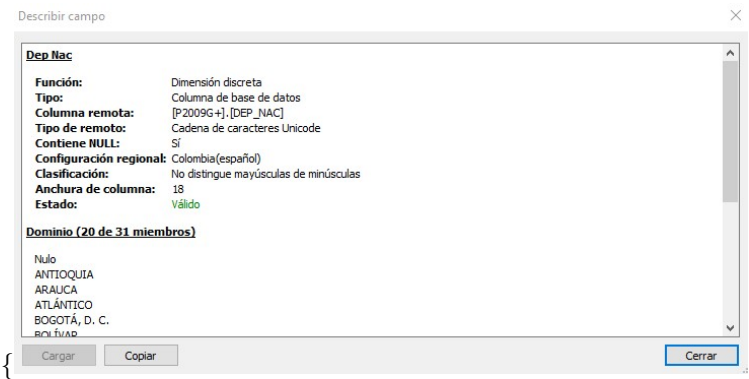 Describir campo
Dep Nac
Función: Dimensión discreta
Tipo: Columna de base de datos
Columna remota: [P2009G+].[DEP_NAC]
Tipo de remoto: Cadena de caracteres Unicode
Contiene NULL: Sí
Configuración regional: Colombia(español)
Clasificación: No distingue mayúsculas de minúsculas
Anchura de columna: 18
Estado: Válido
Dominio (20 de 31 miembros)
Nulo
ANTIOQUIA
ARAUCA
ATLÁNTICO
BOGOTÁ, D. C.
BOLÍVAR
{ Cargar Copiar Cerrar